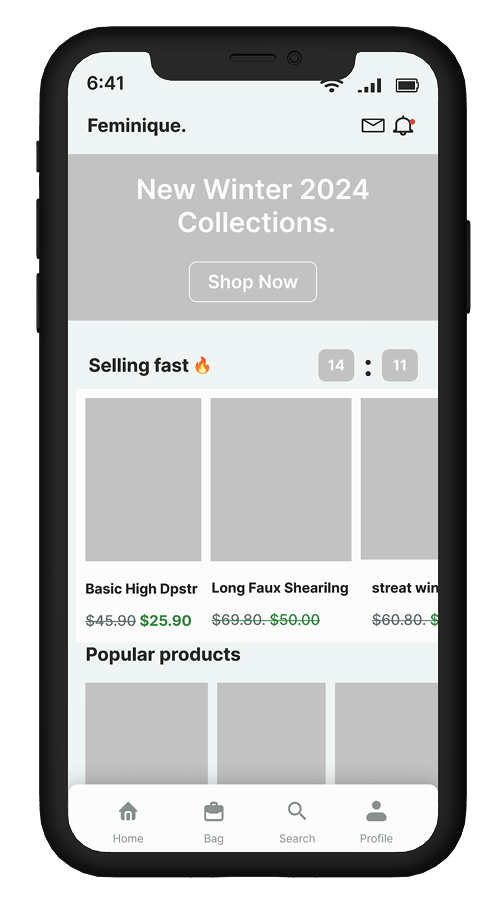 6:41
Feminique.
New Winter 2024
Collections.
Shop Now
Selling fast 🔥 14 : 11
Basic High Dpstr Long Faux Shearilng streat win
$45.90 $25.90 $69.80. $50.00 $60.80. $
Popular products
Home Bag Search Profile